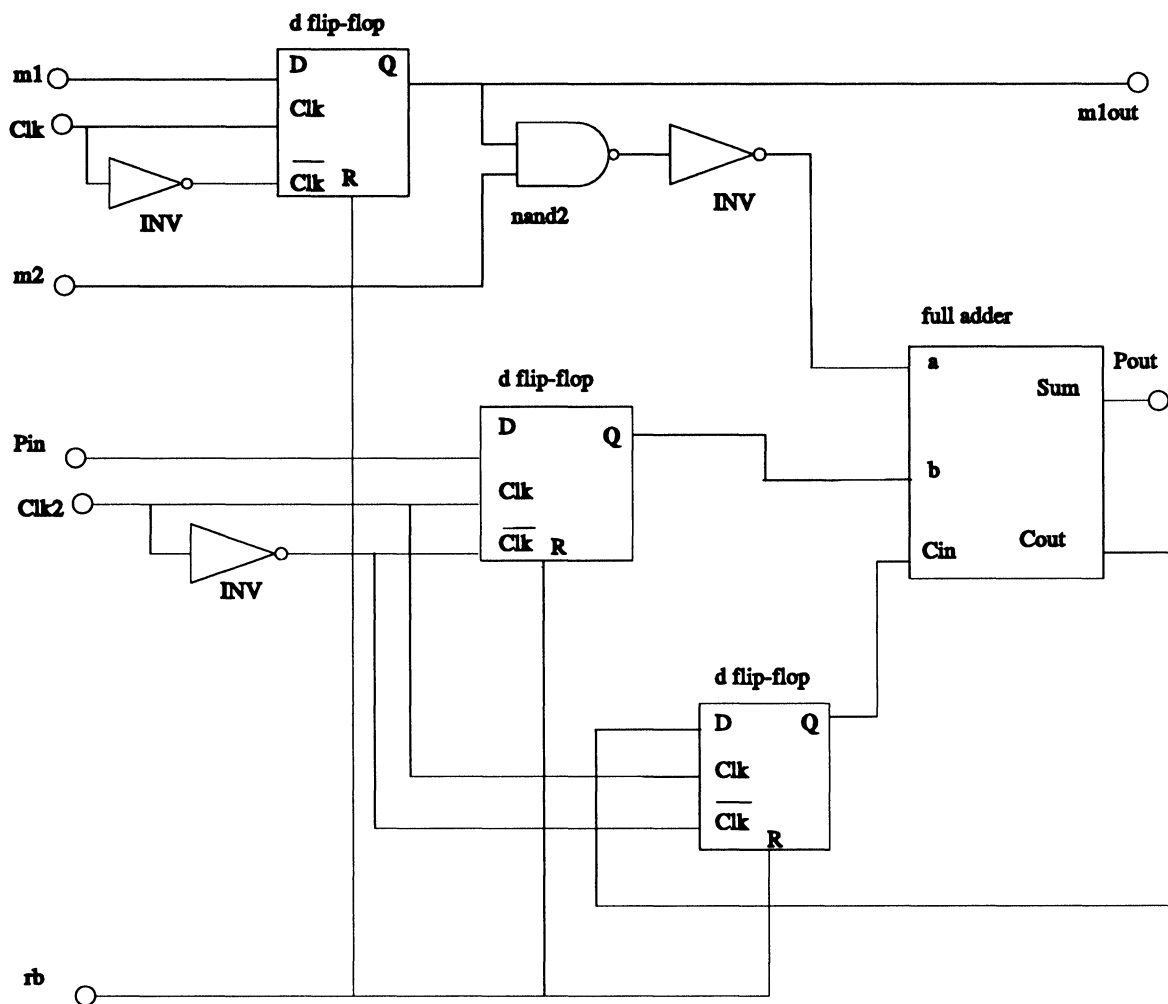 d flip-flop
m1
D
Q
Clk
Clk
m1out
Clk
R
INV
nand2
INV
m2
full adder
a
Pout
Sum
d flip-flop
D
Q
Pin
b
Clk2
Clk
Clk
R
Cin
Cout
INV
d flip-flop
D
Q
Clk
Clk
R
rb